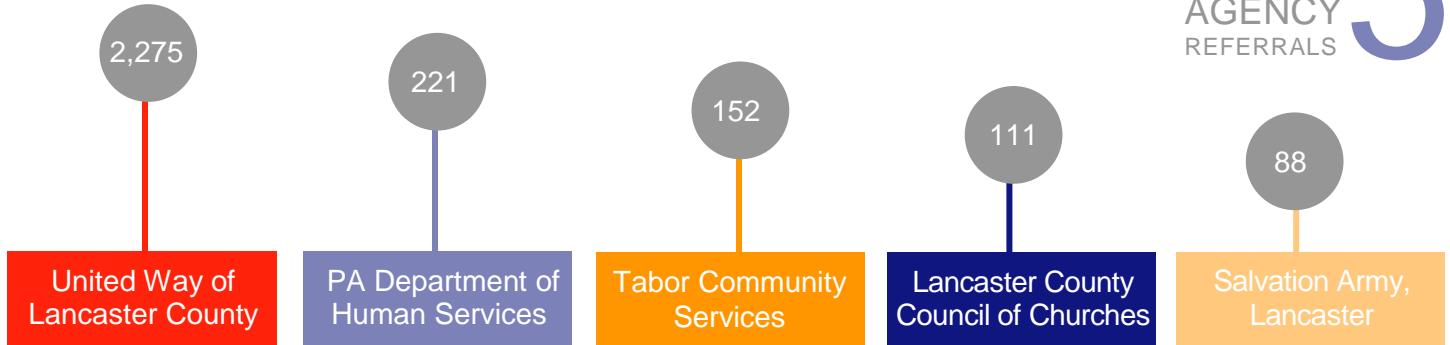 AGENCY
REFERRALS
2,275
221
152
111
88
United Way of
Lancaster County
PA Department of
Human Services
Tabor Community
Services
Lancaster County
Council of Churches
Salvation Army,
Lancaster